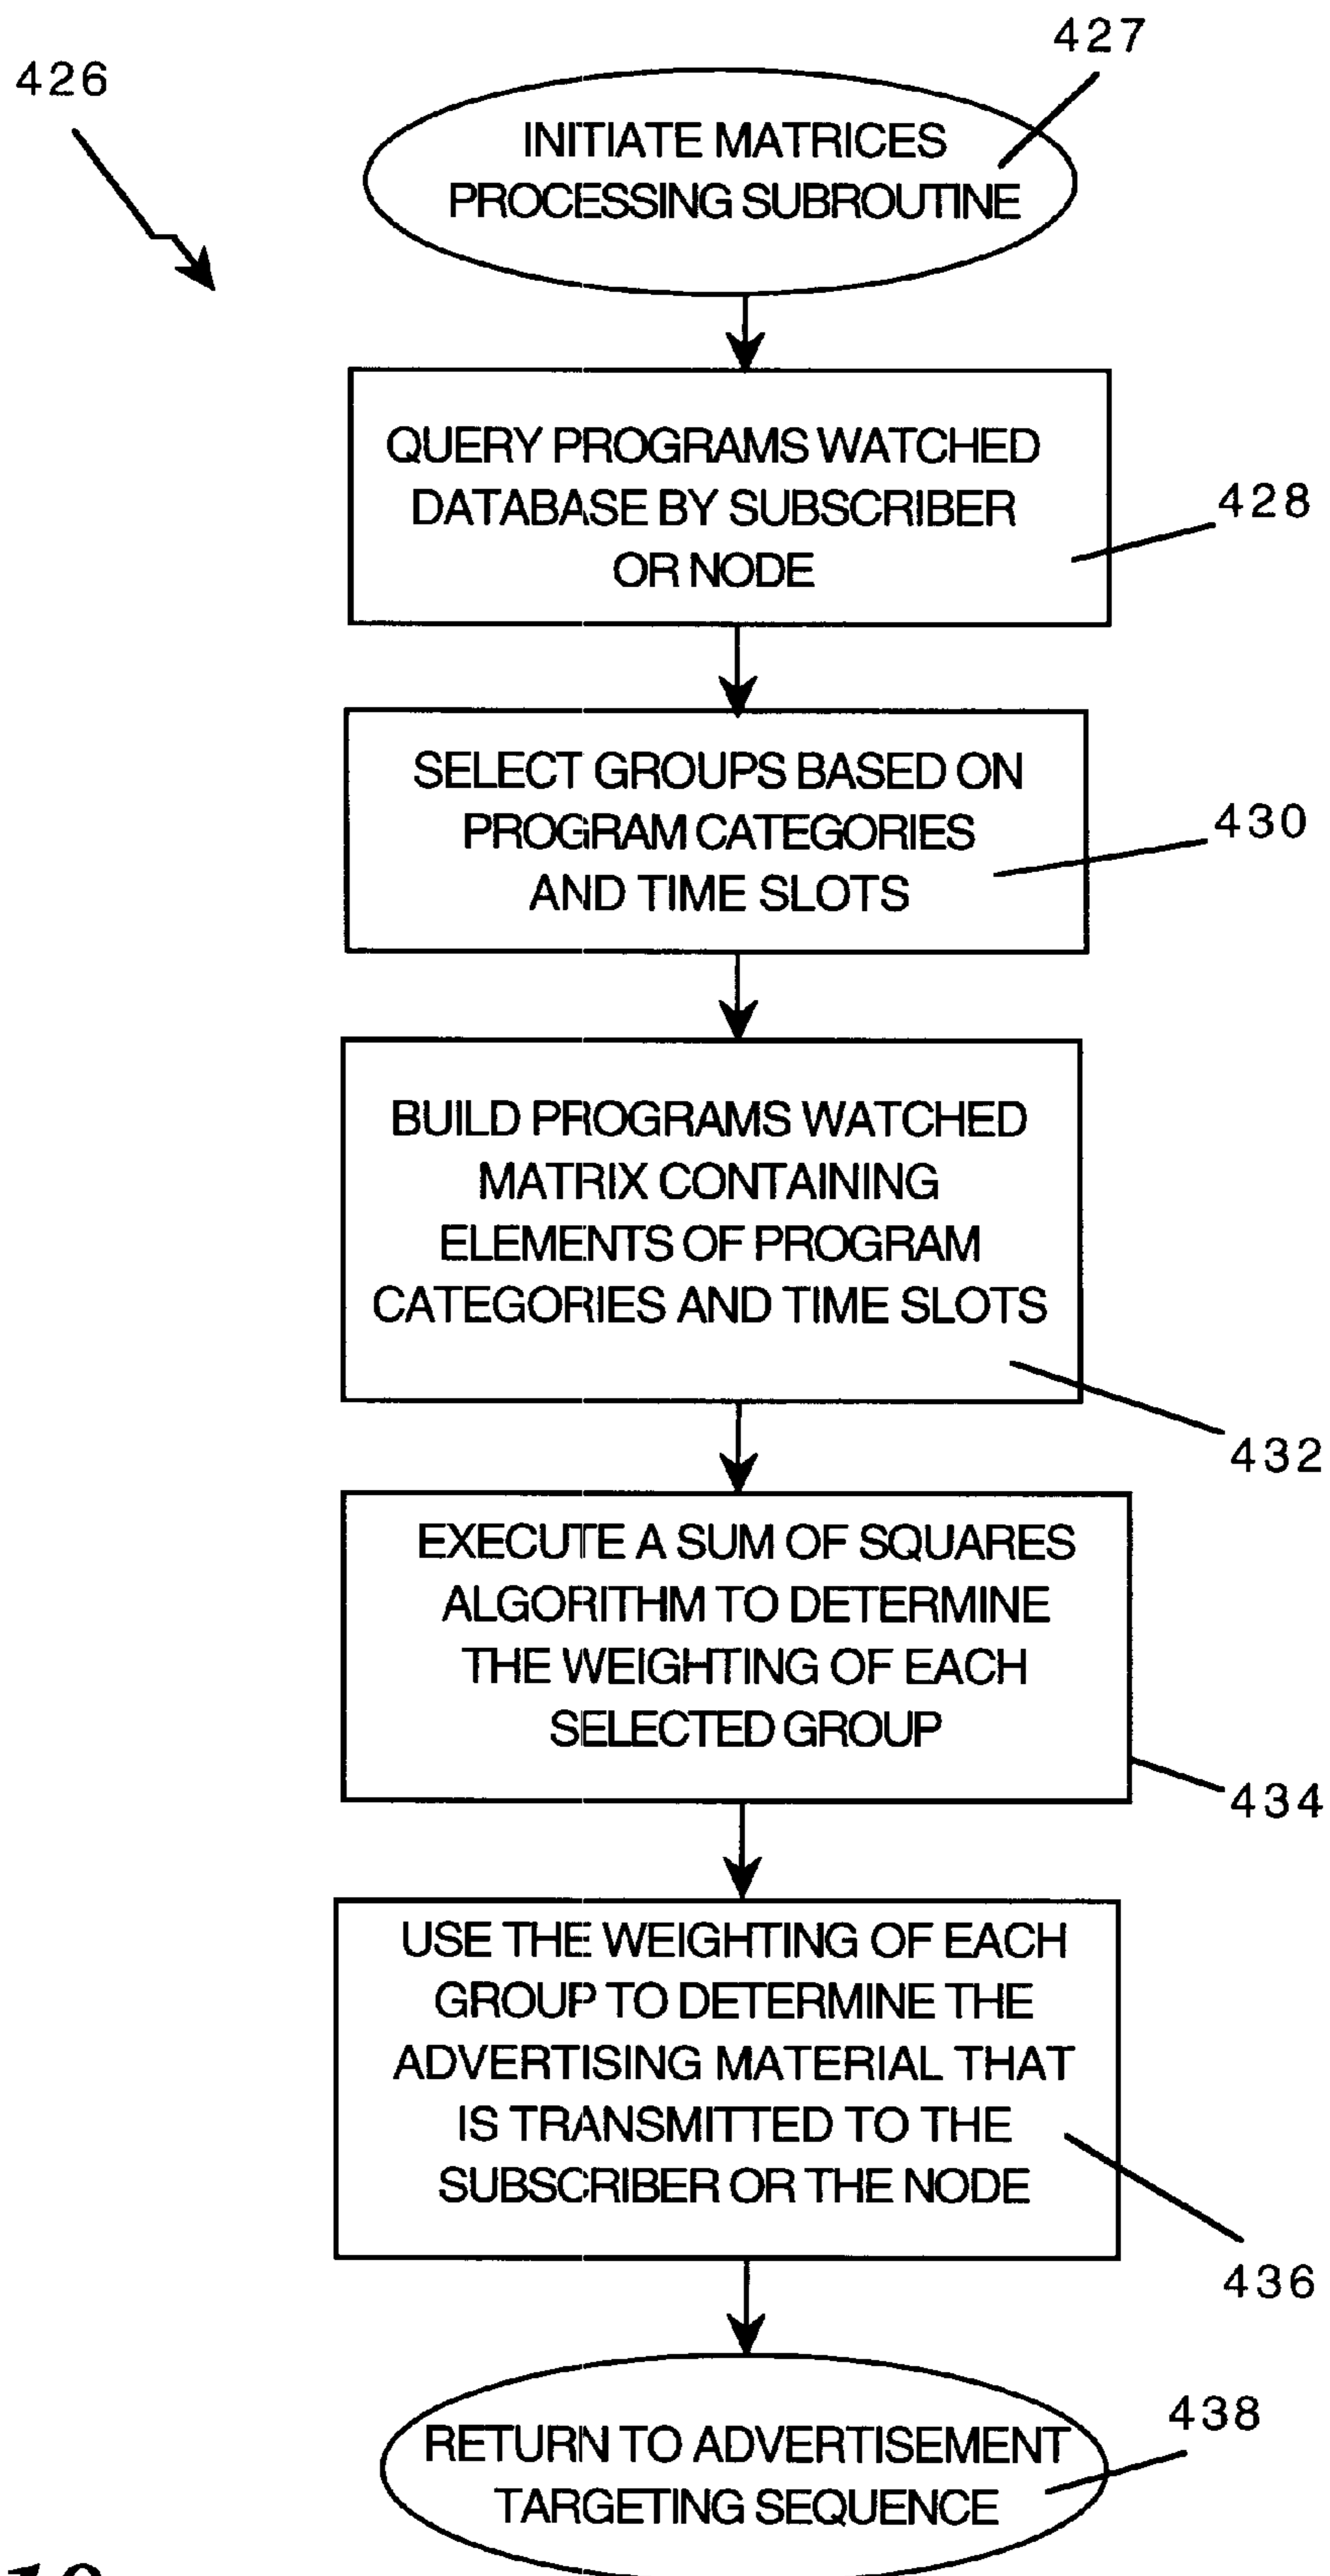 427
426
INITIATE MATRICES
PROCESSING SUBROUTINE
QUERY PROGRAMS WATCHED
DATABASE BY SUBSCRIBER
OR NODE
428
SELECT GROUPS BASED ON
PROGRAM CATEGORIES
AND TIME SLOTS
430
BUILD PROGRAMS WATCHED
MATRIX CONTAINING
ELEMENTS OF PROGRAM
CATEGORIES AND TIME SLOTS
432
EXECUTE A SUM OF SQUARES
ALGORITHM TO DETERMINE
THE WEIGHTING OF EACH
SELECTED GROUP
434
USE THE WEIGHTING OF EACH
GROUP TO DETERMINE THE
ADVERTISING MATERIAL THAT
IS TRANSMITTED TO THE
SUBSCRIBER OR THE NODE
436
RETURN TO ADVERTISEMENT
TARGETING SEQUENCE
438